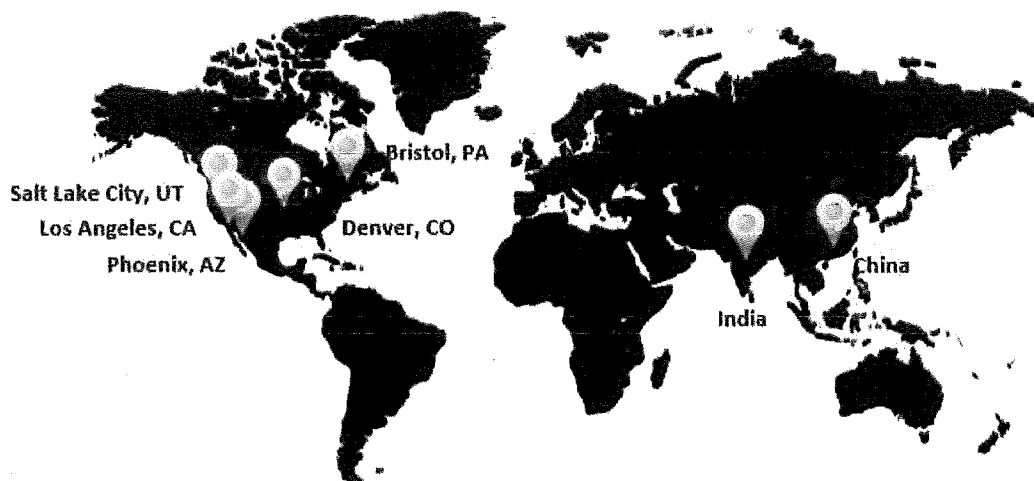 Bristol, PA
Salt Lake City, UT
Los Angeles, CA
Denver, CO
Phoenix, AZ
China
India